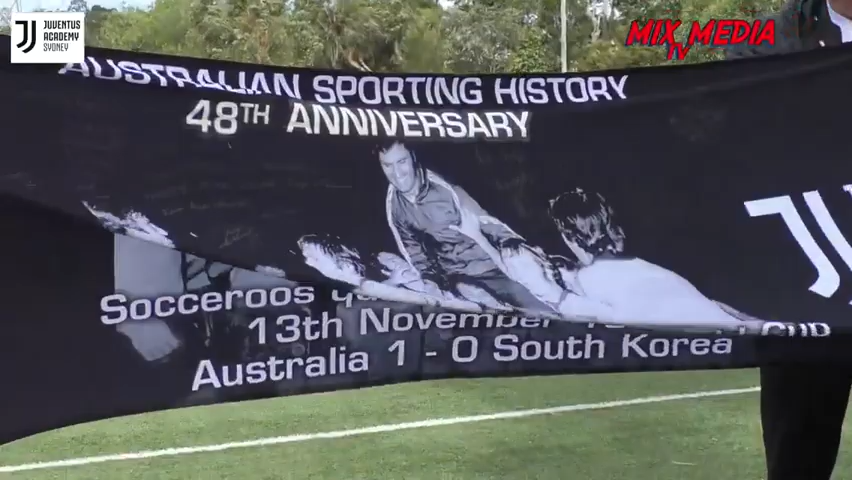 JUVENTUS
ACADEMY
SYDNEY
MIX MEDIA
TV
AUSTRALIAN SPORTING HISTORY
48TH ANNIVERSARY
Socceroos
13th November
CUP
Australia 1 - 0 South Korea